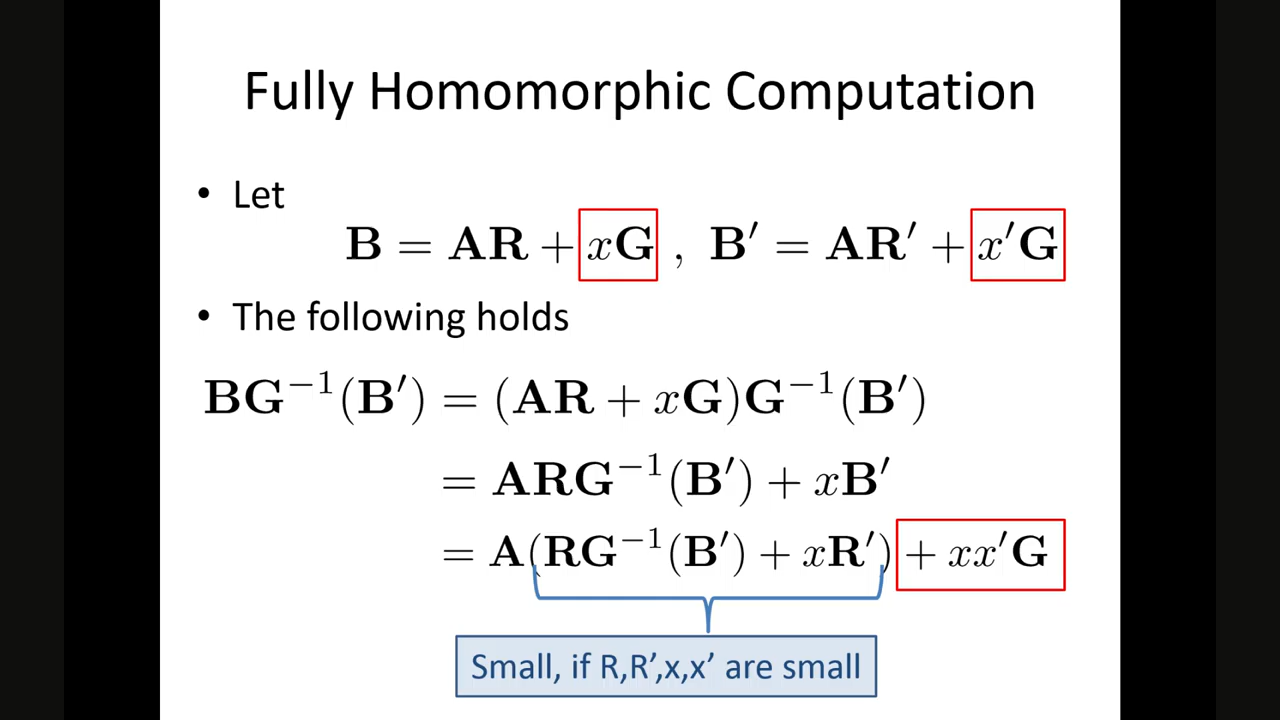 Fully Homomorphic Computation
• Let
𝐁 = 𝐀𝐑 + x𝐆 , 𝐁′ = 𝐀𝐑′ + x′𝐆
• The following holds
𝐁𝐆⁻¹(𝐁′) = (𝐀𝐑 + x𝐆)𝐆⁻¹(𝐁′)
= 𝐀𝐑𝐆⁻¹(𝐁′) + x𝐁′
= 𝐀(𝐑𝐆⁻¹(𝐁′) + x𝐑′) + xx′𝐆
Small, if R,R’,x,x’ are small